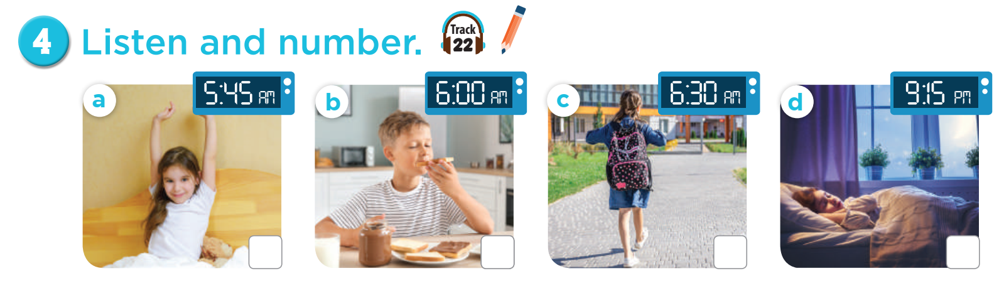 4 Listen and number. Track 22
a 5:45 AM
b 6:00 AM
c 6:30 AM
d 9:15 PM